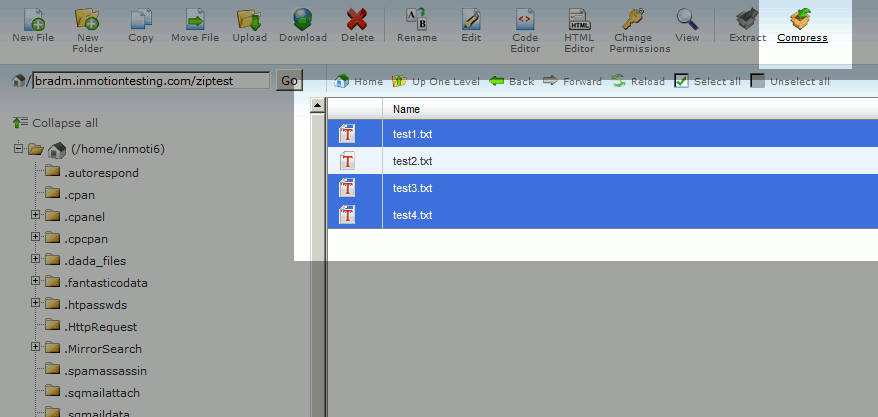 New File New Folder Copy Move File Upload Download Delete Rename Edit Code Editor HTML Editor Change Permissions View Extract Compress
/ bradm.inmotiontesting.com/ziptest Go Home Up One Level Back Forward Reload Select all Unselect all
Name
Collapse all
test1.txt
(/home/inmoti6)
test2.txt
.autorespond
test3.txt
.cpan
.cpanel
test4.txt
.cpcpan
.dada_files
.fantasticodata
.htpasswds
.HttpRequest
.MirrorSearch
.spamassassin
.sqmailattach
.sqmaildata